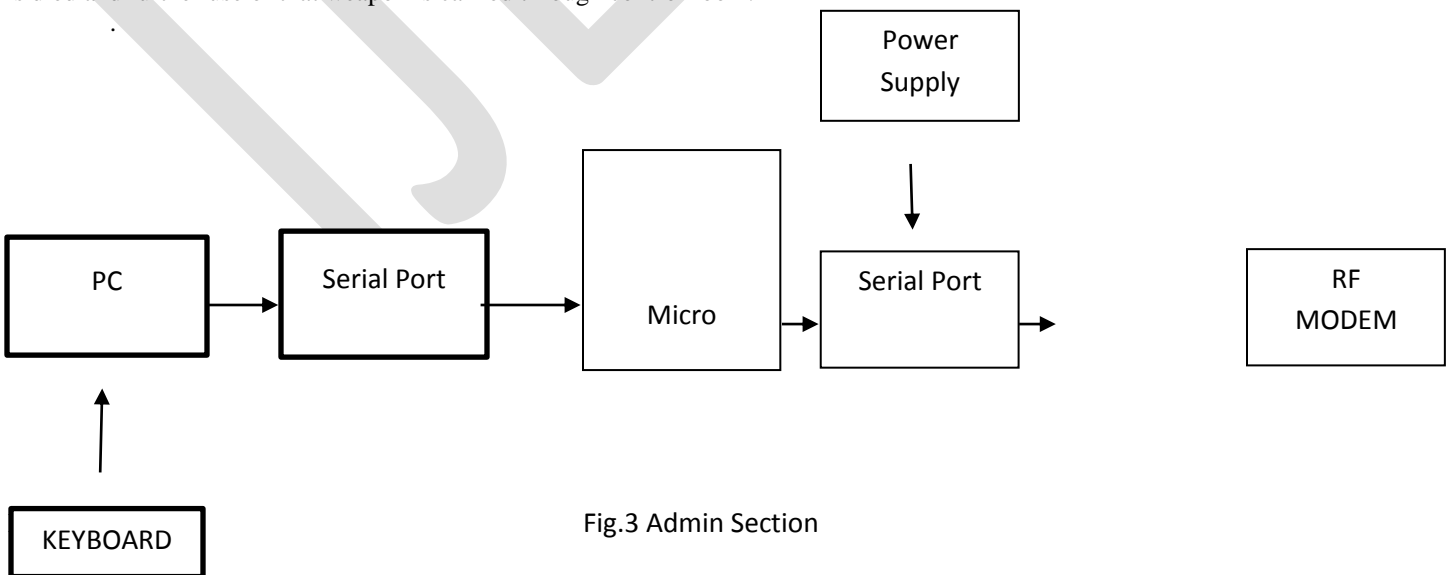 Power
Supply
PC
Serial Port
Micro
Serial Port
RF
MODEM
KEYBOARD
Fig.3 Admin Section